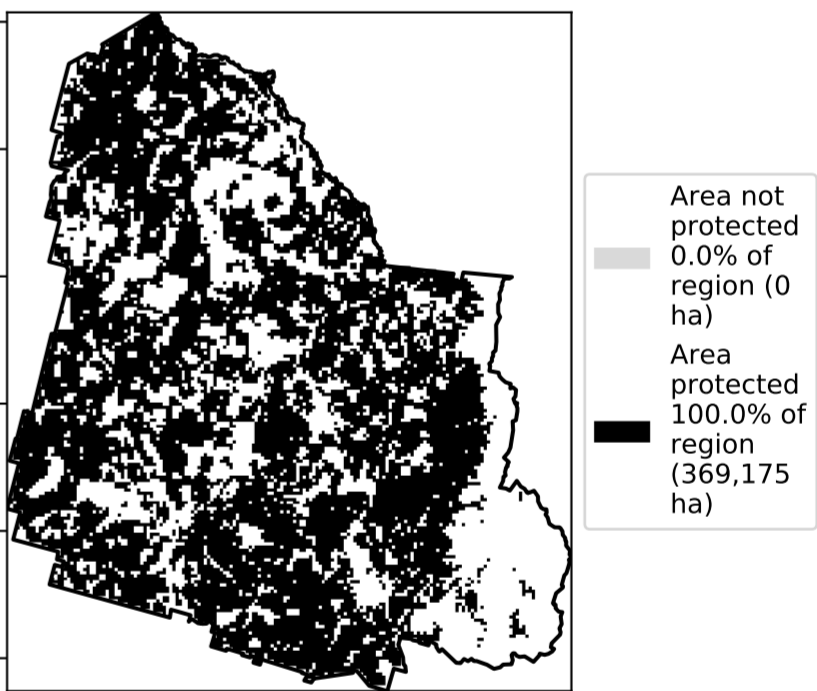 Area not
protected
0.0% of
region (0
ha)
Area
protected
100.0% of
region
(369,175
ha)